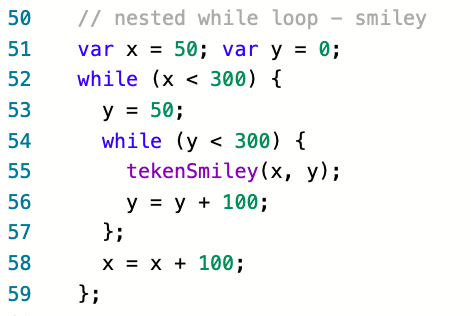 50 // nested while loop – smiley
51 var x = 50; var y = 0;
52 while (x < 300) {
53 y = 50;
54 while (y < 300) {
55 tekenSmiley(x, y);
56 y = y + 100;
57 };
58 x = x + 100;
59 };